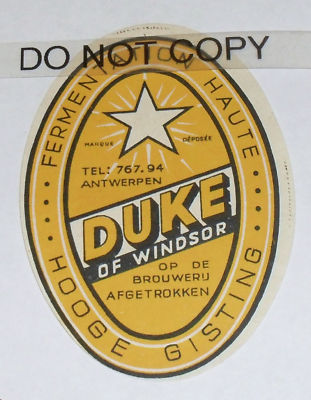 DO NOT COPY
FERMENTATION HAUTE
MARQUE DÉPOSÉE
TEL: 767.94
ANTWERPEN
DUKE
OF WINDSOR
OP DE
BROUWERIJ
AFGETROKKEN
HOOGE GISTING